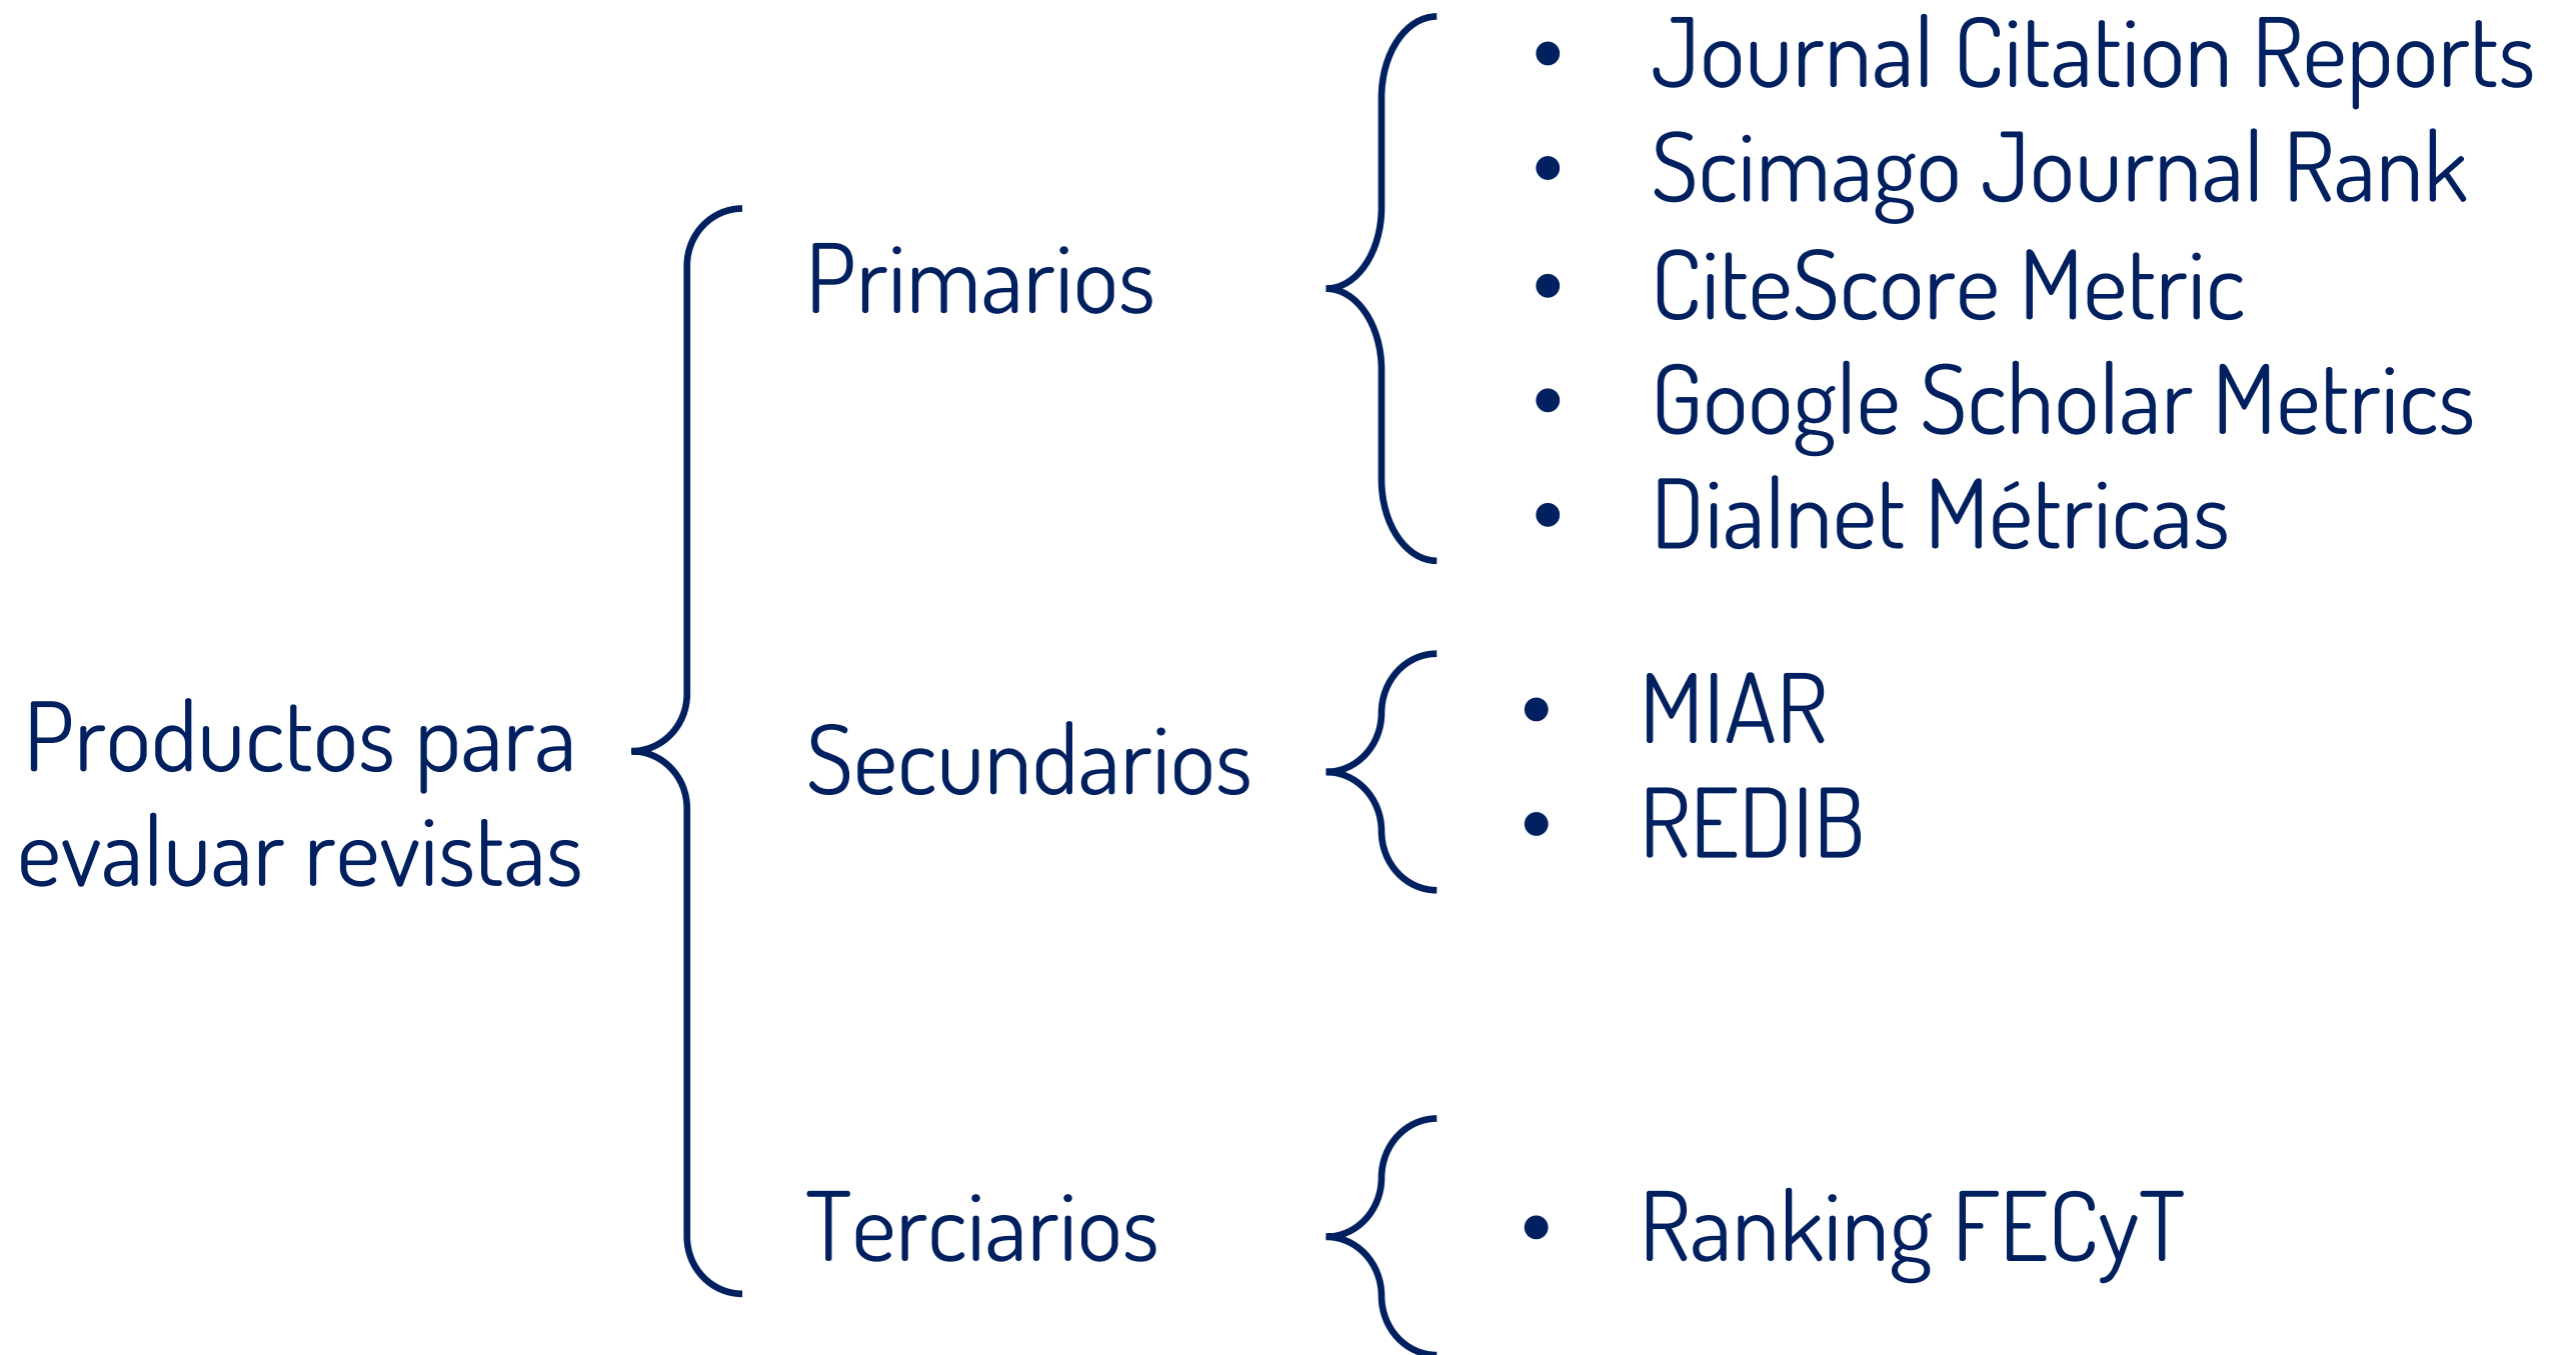 Productos para
evaluar revistas
Primarios
• Journal Citation Reports
• Scimago Journal Rank
• CiteScore Metric
• Google Scholar Metrics
• Dialnet Métricas
Secundarios
• MIAR
• REDIB
Terciarios
• Ranking FECyT